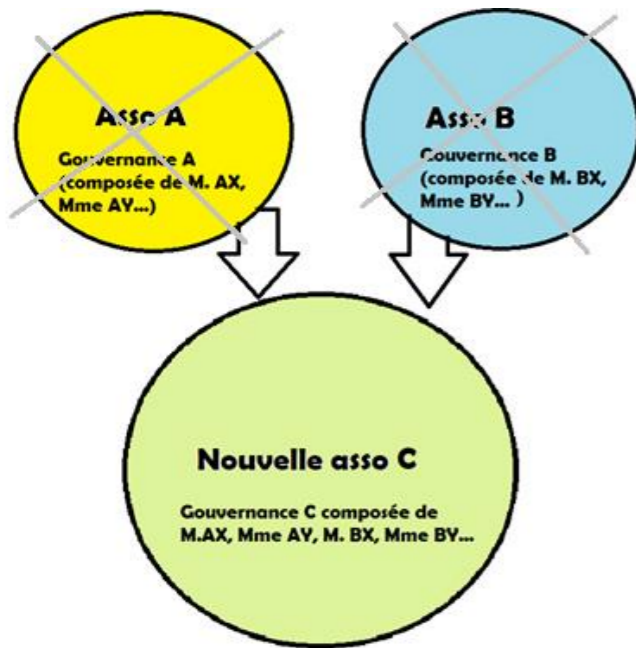 Asso A
Gouvernance A
(composée de M. AX,
Mme AY...)
Asso B
Gouvernance B
(composée de M. BX,
Mme BY... )
Nouvelle asso C
Gouvernance C composée de
M.AX, Mme AY, M. BX, Mme BY...